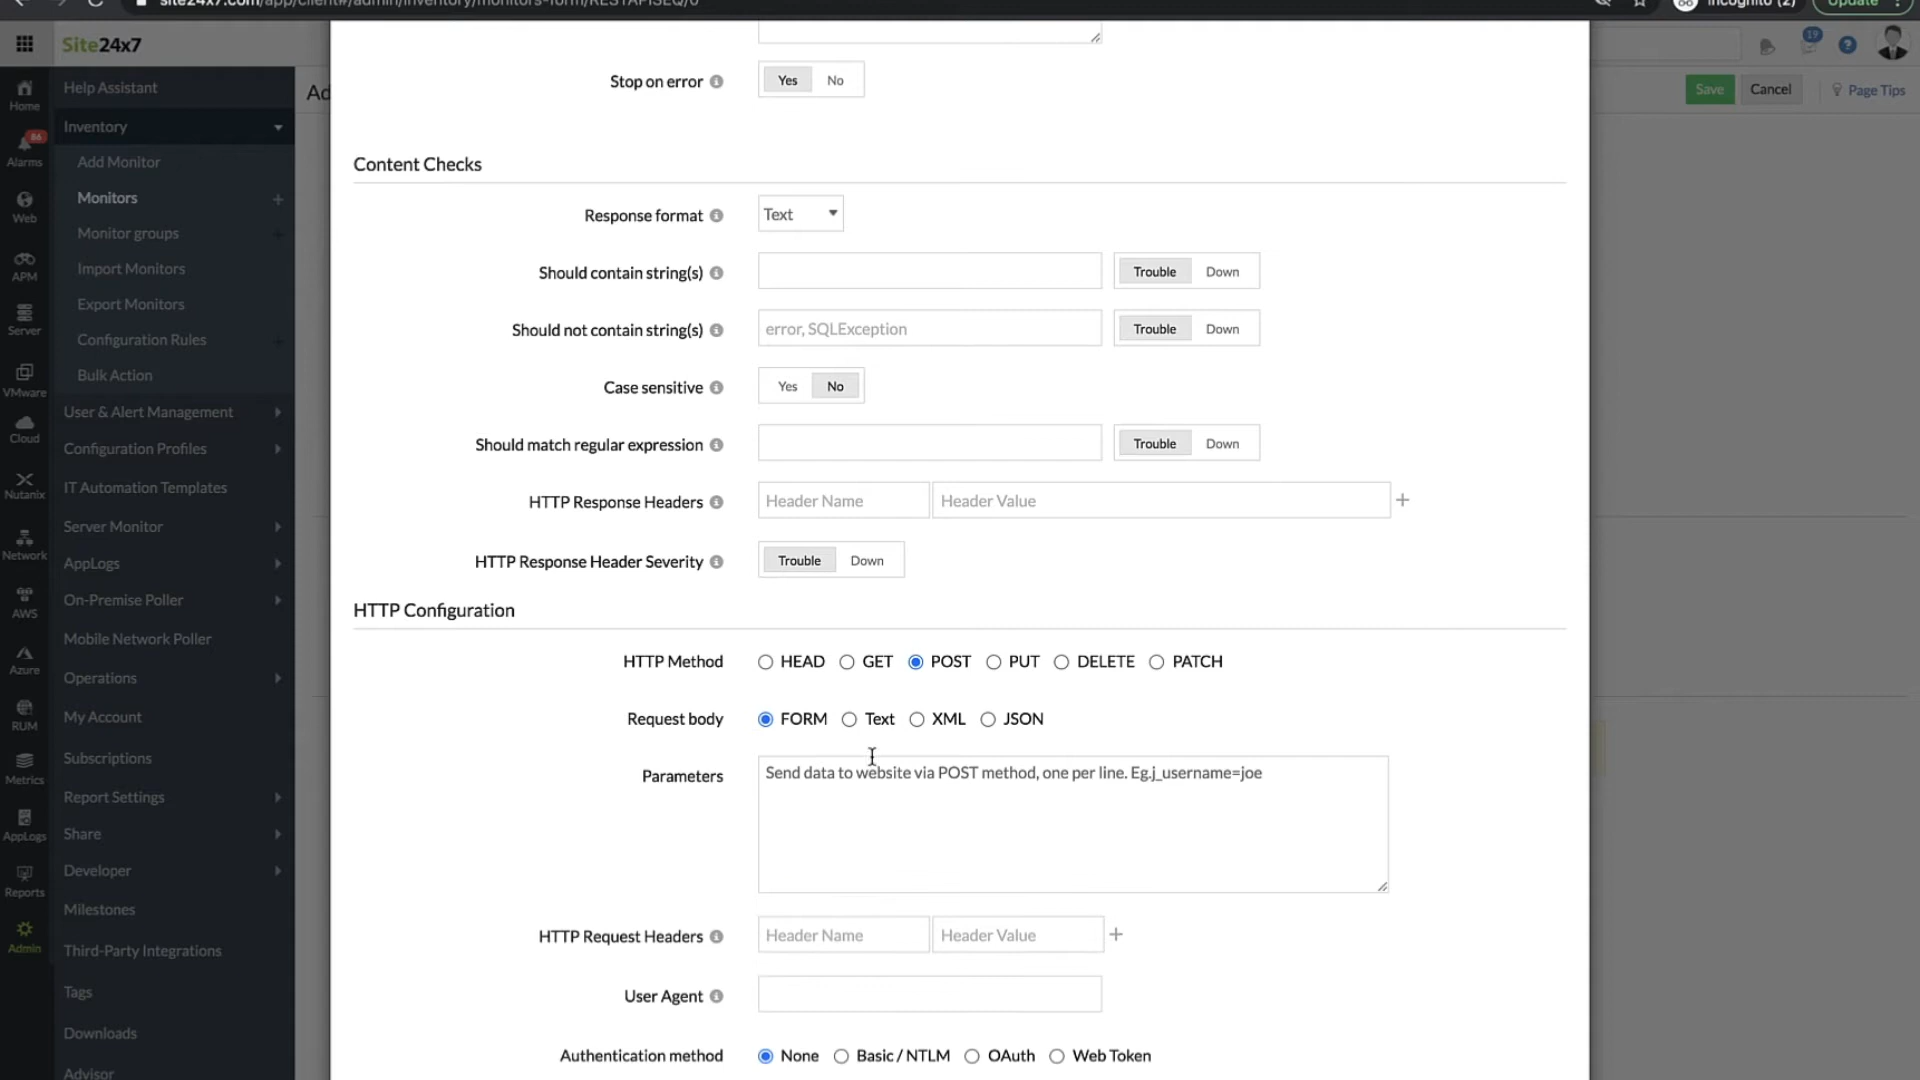 site24x7.com/app/client#/admin/inventory/monitors-form/RESTAPISEQ/0
Incognito (2)
Update
Site24x7
19
Home
86
Alarms
Web
APM
Server
VMware
Cloud
Nutanix
Network
AWS
Azure
RUM
Metrics
AppLogs
Reports
Admin
Help Assistant
Inventory
Add Monitor
Monitors
Monitor groups
Import Monitors
Export Monitors
Configuration Rules
Bulk Action
User & Alert Management
Configuration Profiles
IT Automation Templates
Server Monitor
AppLogs
On-Premise Poller
Mobile Network Poller
Operations
My Account
Subscriptions
Report Settings
Share
Developer
Milestones
Third-Party Integrations
Tags
Downloads
Advisor
Ad
Save Cancel Page Tips
Stop on error Yes No
Content Checks
Response format Text
Should contain string(s) Trouble Down
Should not contain string(s) error, SQLException Trouble Down
Case sensitive Yes No
Should match regular expression Trouble Down
HTTP Response Headers Header Name Header Value +
HTTP Response Header Severity Trouble Down
HTTP Configuration
HTTP Method HEAD GET POST PUT DELETE PATCH
Request body FORM Text XML JSON
Parameters Send data to website via POST method, one per line. Eg.j_username=joe
HTTP Request Headers Header Name Header Value +
User Agent
Authentication method None Basic / NTLM OAuth Web Token